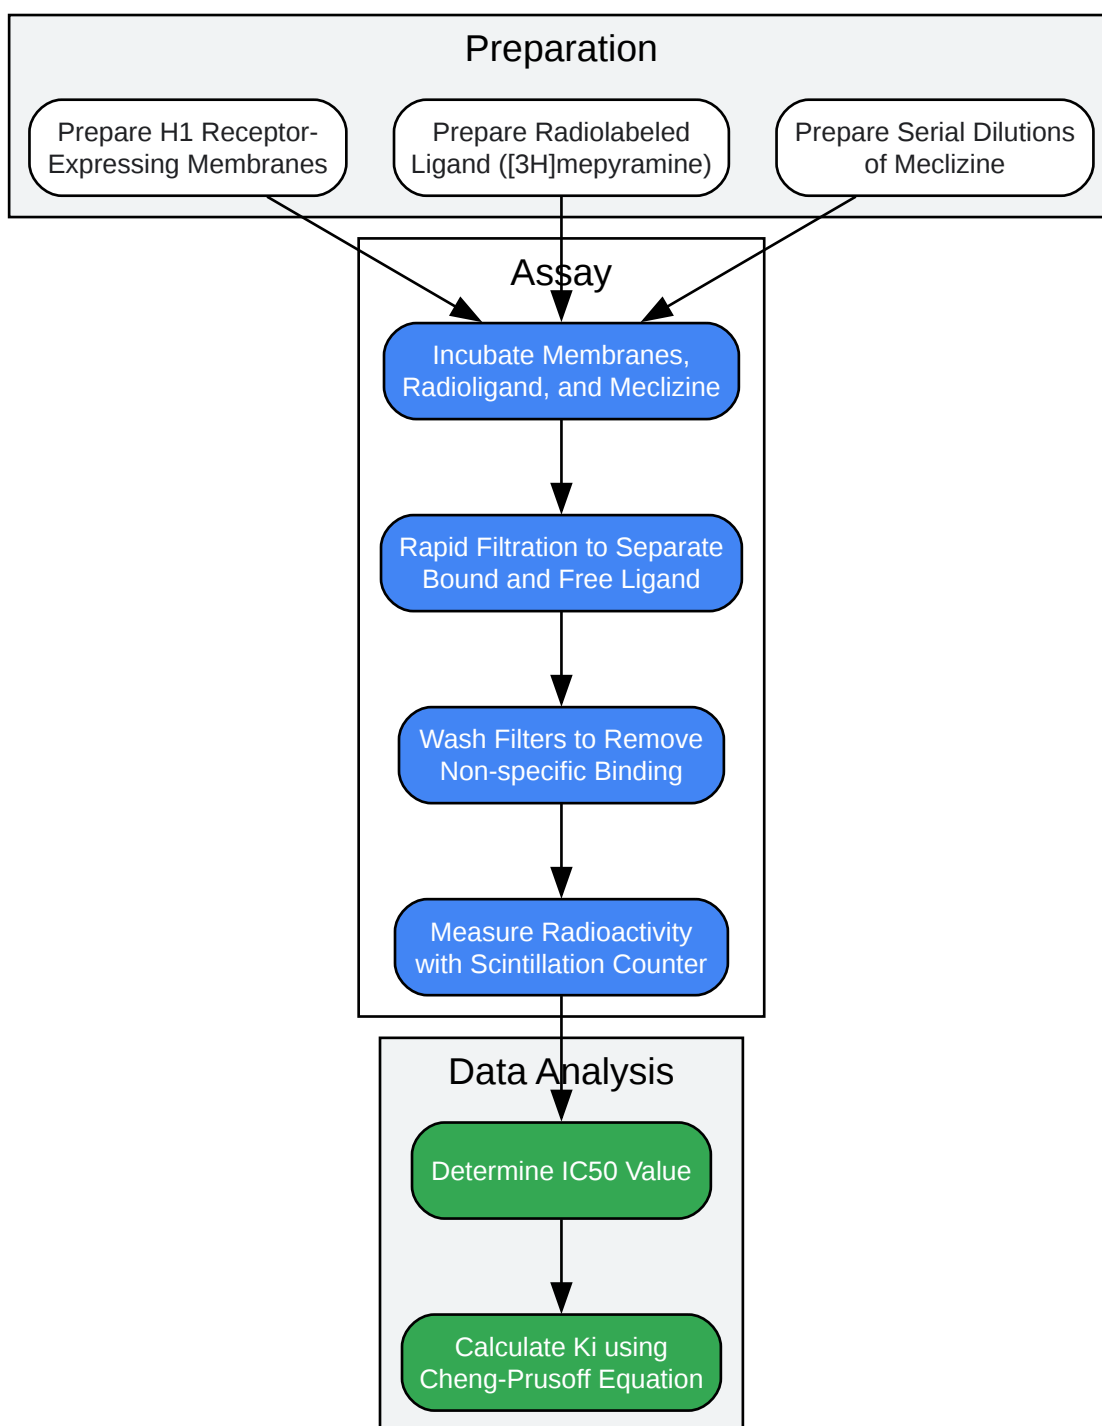 Preparation
Prepare H1 Receptor-
Expressing Membranes
Prepare Radiolabeled
Ligand ([3H]mepyramine)
Prepare Serial Dilutions
of Meclizine
Assay
Incubate Membranes,
Radioligand, and Meclizine
Rapid Filtration to Separate
Bound and Free Ligand
Wash Filters to Remove
Non-specific Binding
Measure Radioactivity
with Scintillation Counter
Data Analysis
Determine IC50 Value
Calculate Ki using
Cheng-Prusoff Equation